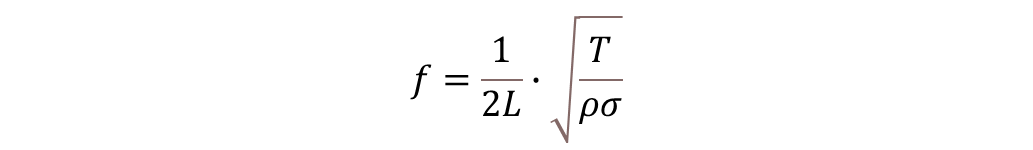 f = 1/2L · √T/ρσ